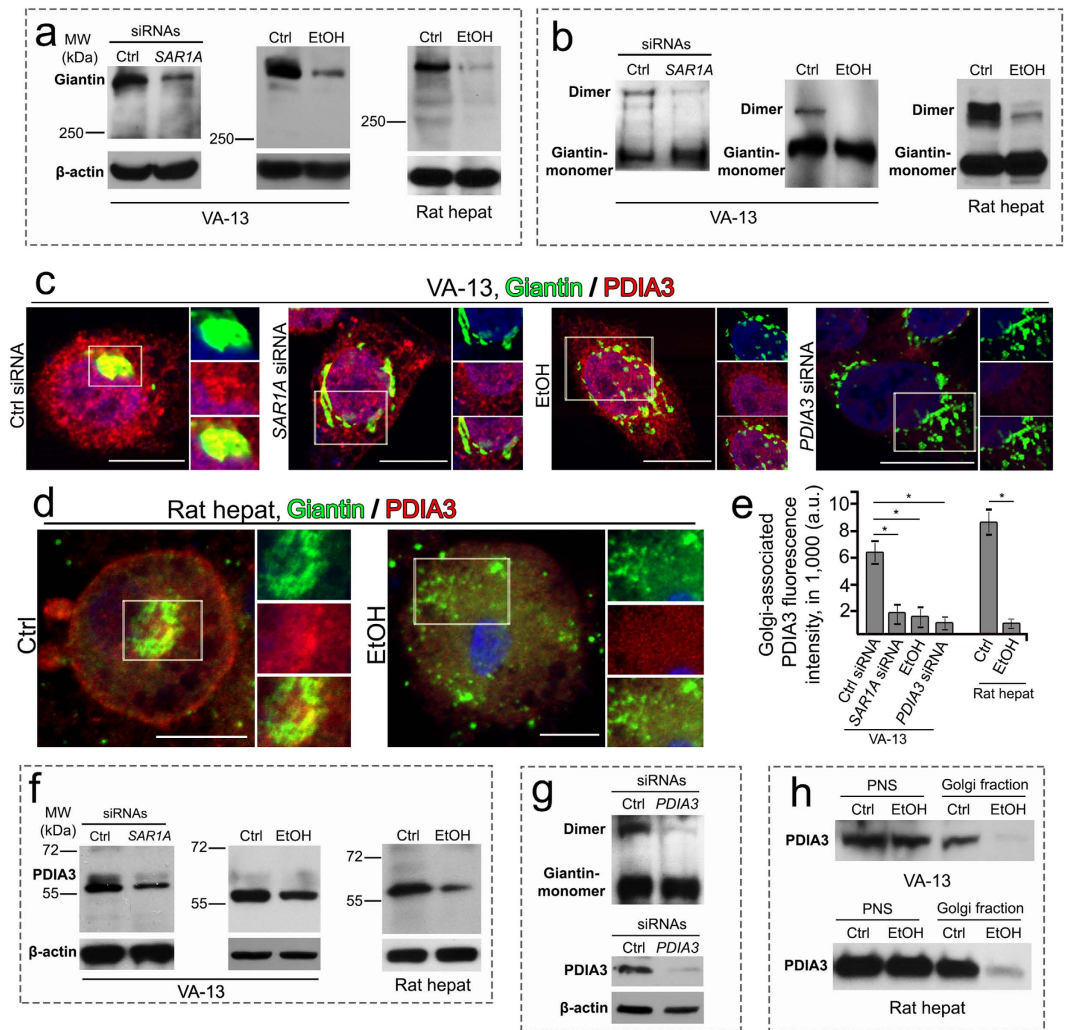 a
MW
(kDa)
siRNAs
Ctrl SAR1A
Ctrl EtOH
Ctrl EtOH
Giantin
250
250
250
β-actin
VA-13
Rat hepat
b
siRNAs
Ctrl SAR1A
Ctrl EtOH
Ctrl EtOH
Dimer
Dimer
Dimer
Giantin-
monomer
Giantin-
monomer
Giantin-
monomer
VA-13
Rat hepat
c
VA-13, Giantin / PDIA3
Ctrl siRNA
SAR1A siRNA
EtOH
PDIA3 siRNA
d
Rat hepat, Giantin / PDIA3
Ctrl
EtOH
e
Golgi-associated
PDIA3 fluorescence
intensity, in 1,000 (a.u.)
10
8
6
4
2
*
*
*
*
Ctrl siRNA
SAR1A siRNA
EtOH
PDIA3 siRNA
Ctrl
EtOH
VA-13
Rat hepat
f
MW
(kDa)
siRNAs
Ctrl SAR1A
Ctrl EtOH
Ctrl EtOH
72
PDIA3
55
72
55
72
55
β-actin
VA-13
Rat hepat
g
siRNAs
Ctrl PDIA3
Dimer
Giantin-
monomer
siRNAs
Ctrl PDIA3
PDIA3
β-actin
h
PNS Golgi fraction
Ctrl EtOH Ctrl EtOH
PDIA3
VA-13
PNS Golgi fraction
Ctrl EtOH Ctrl EtOH
PDIA3
Rat hepat